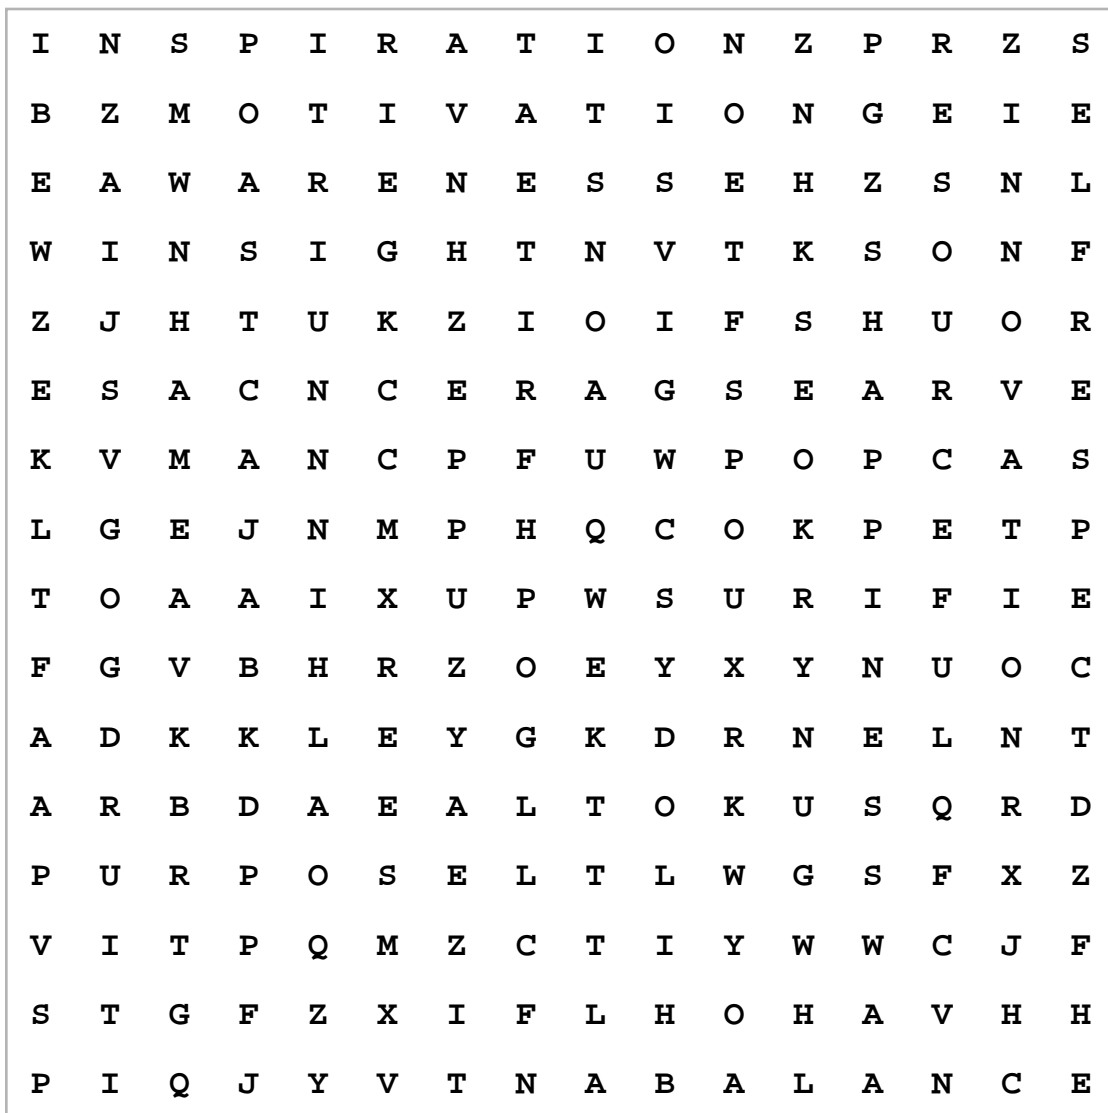 I N S P I R A T I O N Z P R Z S
B Z M O T I V A T I O N G E I E
E A W A R E N E S S E H Z S N L
W I N S I G H T N V T K S O N F
Z J H T U K Z I O I F S H U O R
E S A C N C E R A G S E A R V E
K V M A N C P F U W P O P C A S
L G E J N M P H Q C O K P E T P
T O A A I X U P W S U R I F I E
F G V B H R Z O E Y X Y N U O C
A D K K L E Y G K D R N E L N T
A R B D A E A L T O K U S Q R D
P U R P O S E L T L W G S F X Z
V I T P Q M Z C T I Y W W C J F
S T G F Z X I F L H O H A V H H
P I Q J Y V T N A B A L A N C E